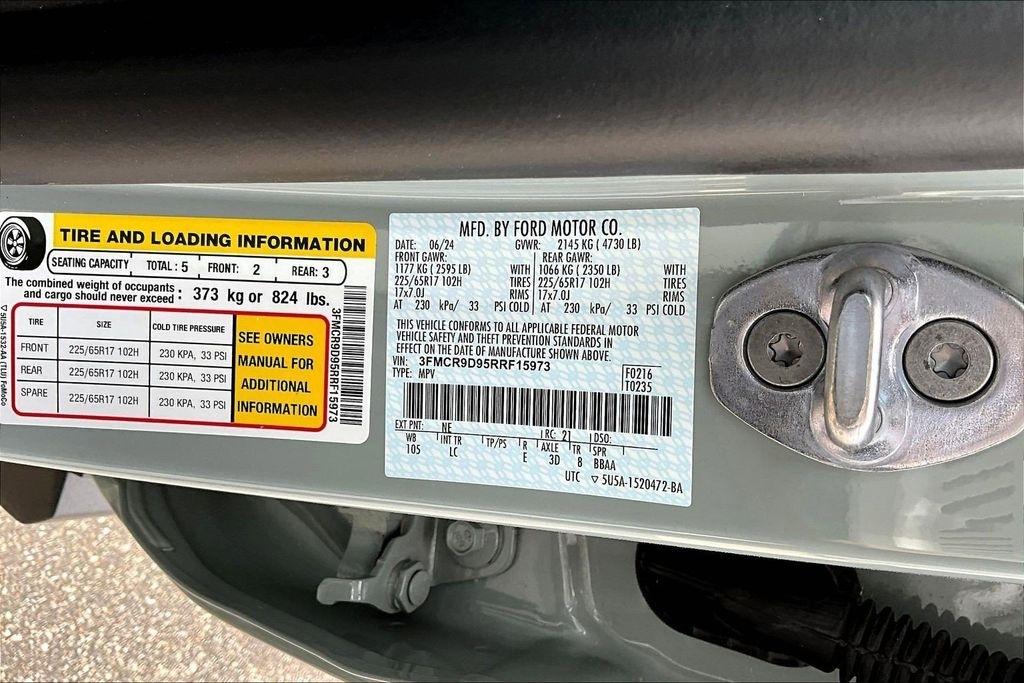 TIRE AND LOADING INFORMATION
SEATING CAPACITY TOTAL : 5 FRONT: 2 REAR: 3
The combined weight of occupants
and cargo should never exceed : 373 kg or 824 lbs.
TIRE SIZE COLD TIRE PRESSURE
FRONT 225/65R17 102H 230 KPA, 33 PSI
REAR 225/65R17 102H 230 KPA, 33 PSI
SPARE 225/65R17 102H 230 KPA, 33 PSI
SEE OWNERS
MANUAL FOR
ADDITIONAL
INFORMATION
3FMCR9D95RRF15973
5U5A-1532-AA (TLU) FoMoCo
MFD. BY FORD MOTOR CO.
DATE: 06/24 GVWR: 2145 KG ( 4730 LB)
FRONT GAWR: REAR GAWR:
1177 KG ( 2595 LB) WITH 1066 KG ( 2350 LB) WITH
225/65R17 102H TIRES 225/65R17 102H TIRES
17x7.0J RIMS 17x7.0J RIMS
AT 230 kPa/ 33 PSI COLD AT 230 kPa/ 33 PSI COLD
THIS VEHICLE CONFORMS TO ALL APPLICABLE FEDERAL MOTOR
VEHICLE SAFETY AND THEFT PREVENTION STANDARDS IN
EFFECT ON THE DATE OF MANUFACTURE SHOWN ABOVE.
VIN: 3FMCR9D95RRF15973 F0216
TYPE: MPV T0235
EXT PNT: NE RC: 21 DSO:
WB INT TR TP/PS R AXLE TR SPR
105 LC E 3D 8 BBAA
UTC ▽ 5U5A-1520472-BA